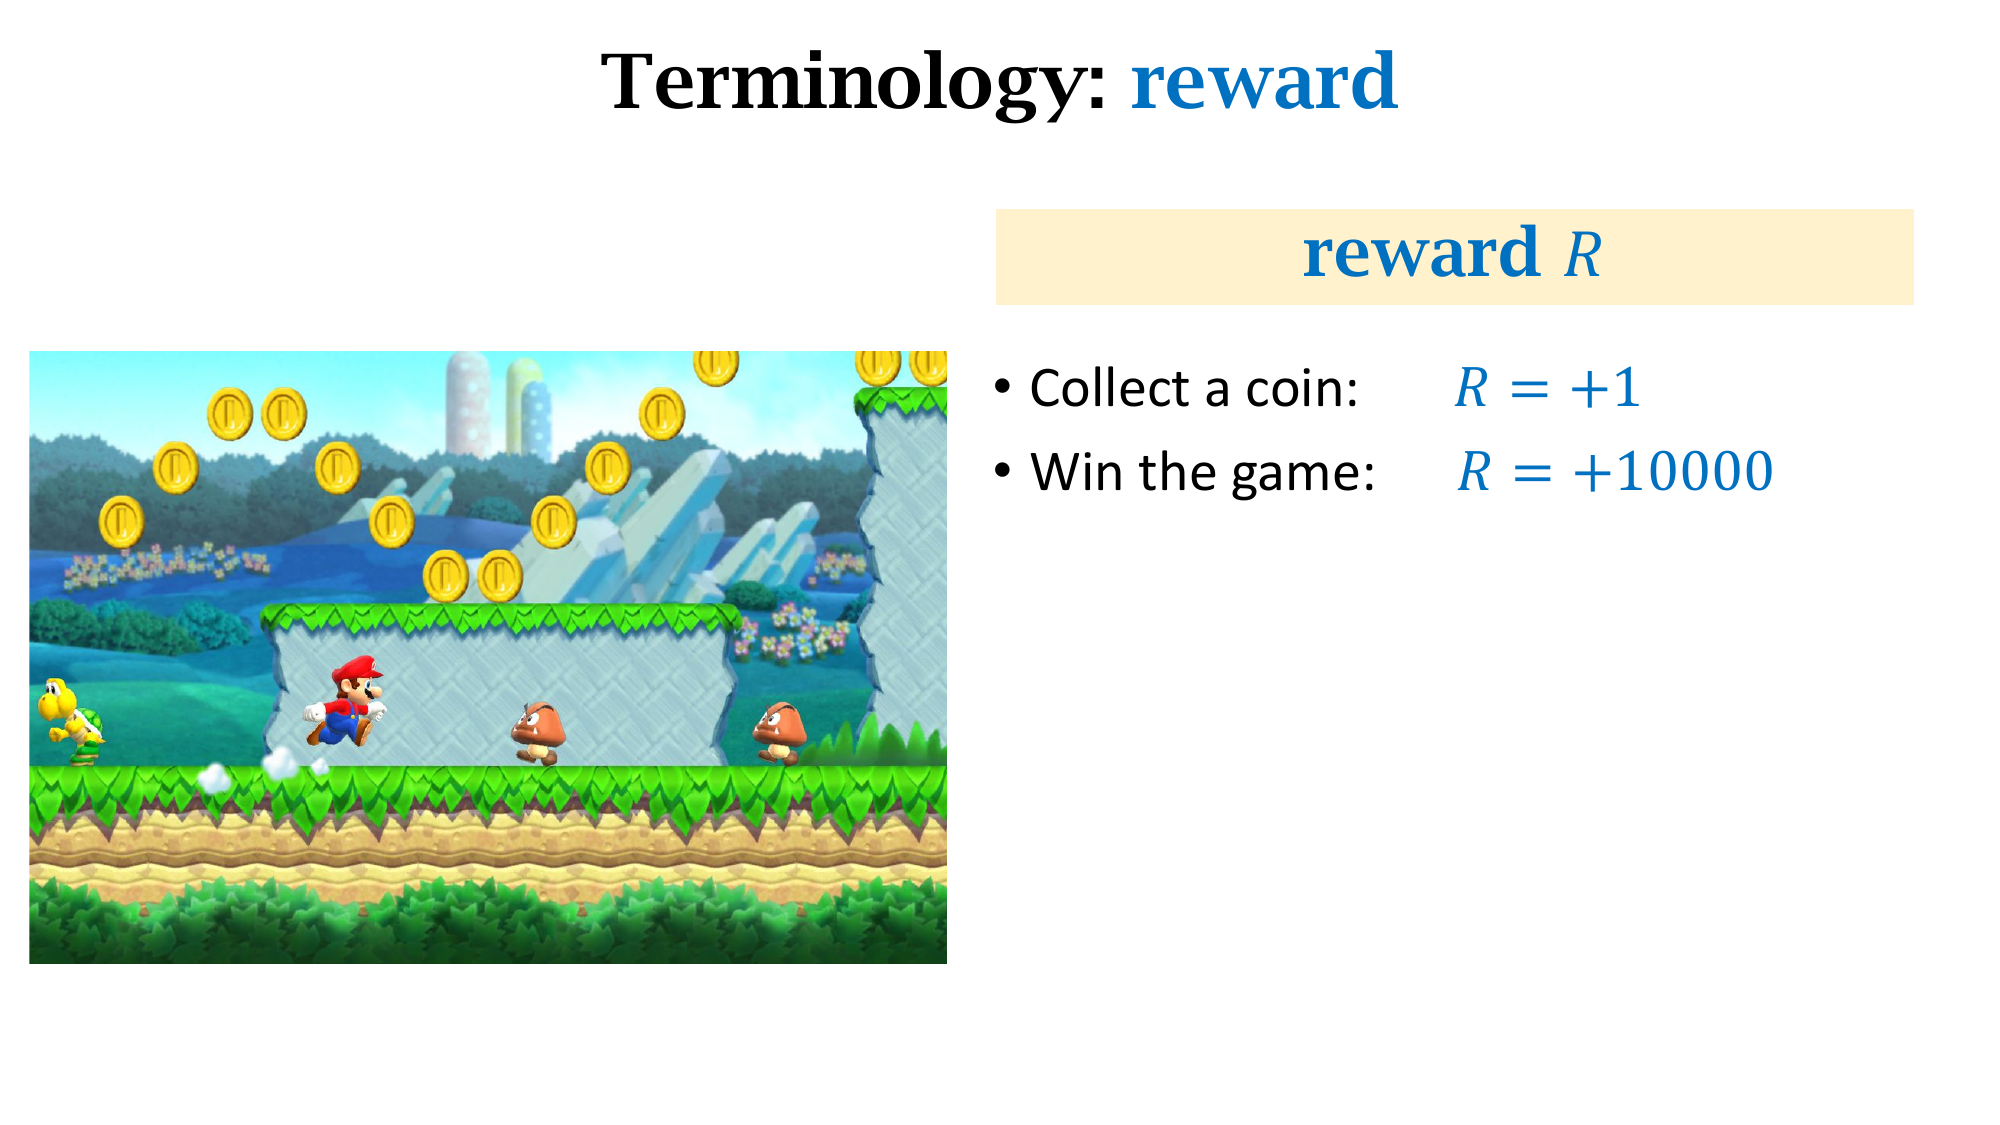 Terminology: reward
reward R
• Collect a coin: R = +1
• Win the game: R = +10000